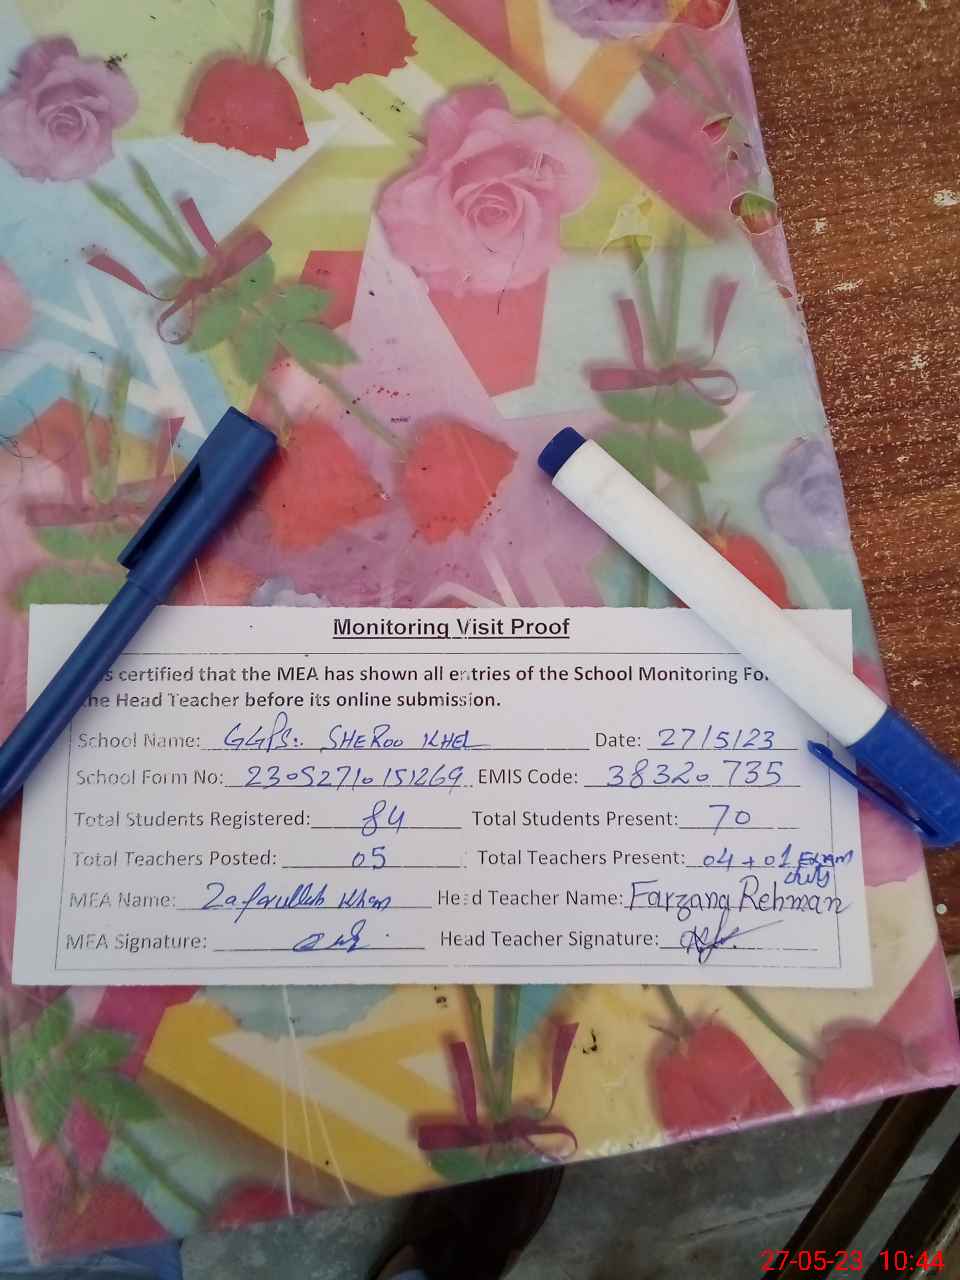 Monitoring Visit Proof
s certified that the MEA has shown all entries of the School Monitoring Fo
the Head Teacher before its online submission.
School Name: GGPS:. SHEROO KHEL Date: 27/5/23
School Form No: 23052710151269 EMIS Code: 38320735
Total Students Registered: 84 Total Students Present: 70
Total Teachers Posted: 05 Total Teachers Present: 04 + 01 Exam duty
MEA Name: Zafarullah Khan Head Teacher Name: Farzana Rehman
MEA Signature: Head Teacher Signature:
27-05-23 10:44